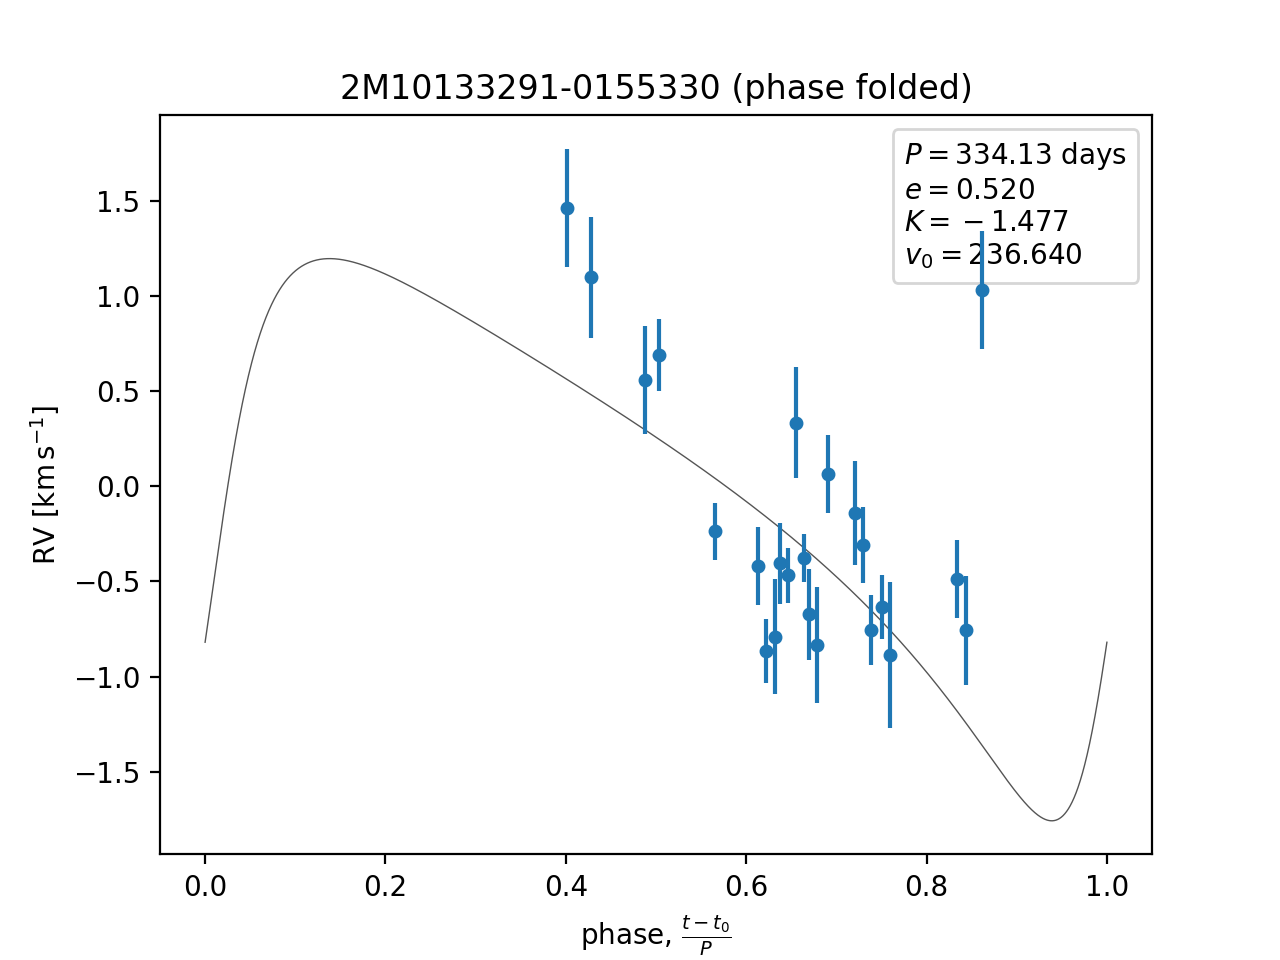 2M10133291-0155330 (phase folded)
P = 334.13 days
e = 0.520
K = −1.477
v₀ = 236.640
RV [km s⁻¹]
1.5
1.0
0.5
0.0
−0.5
−1.0
−1.5
0.0 0.2 0.4 0.6 0.8 1.0
phase, (t − t₀)/P